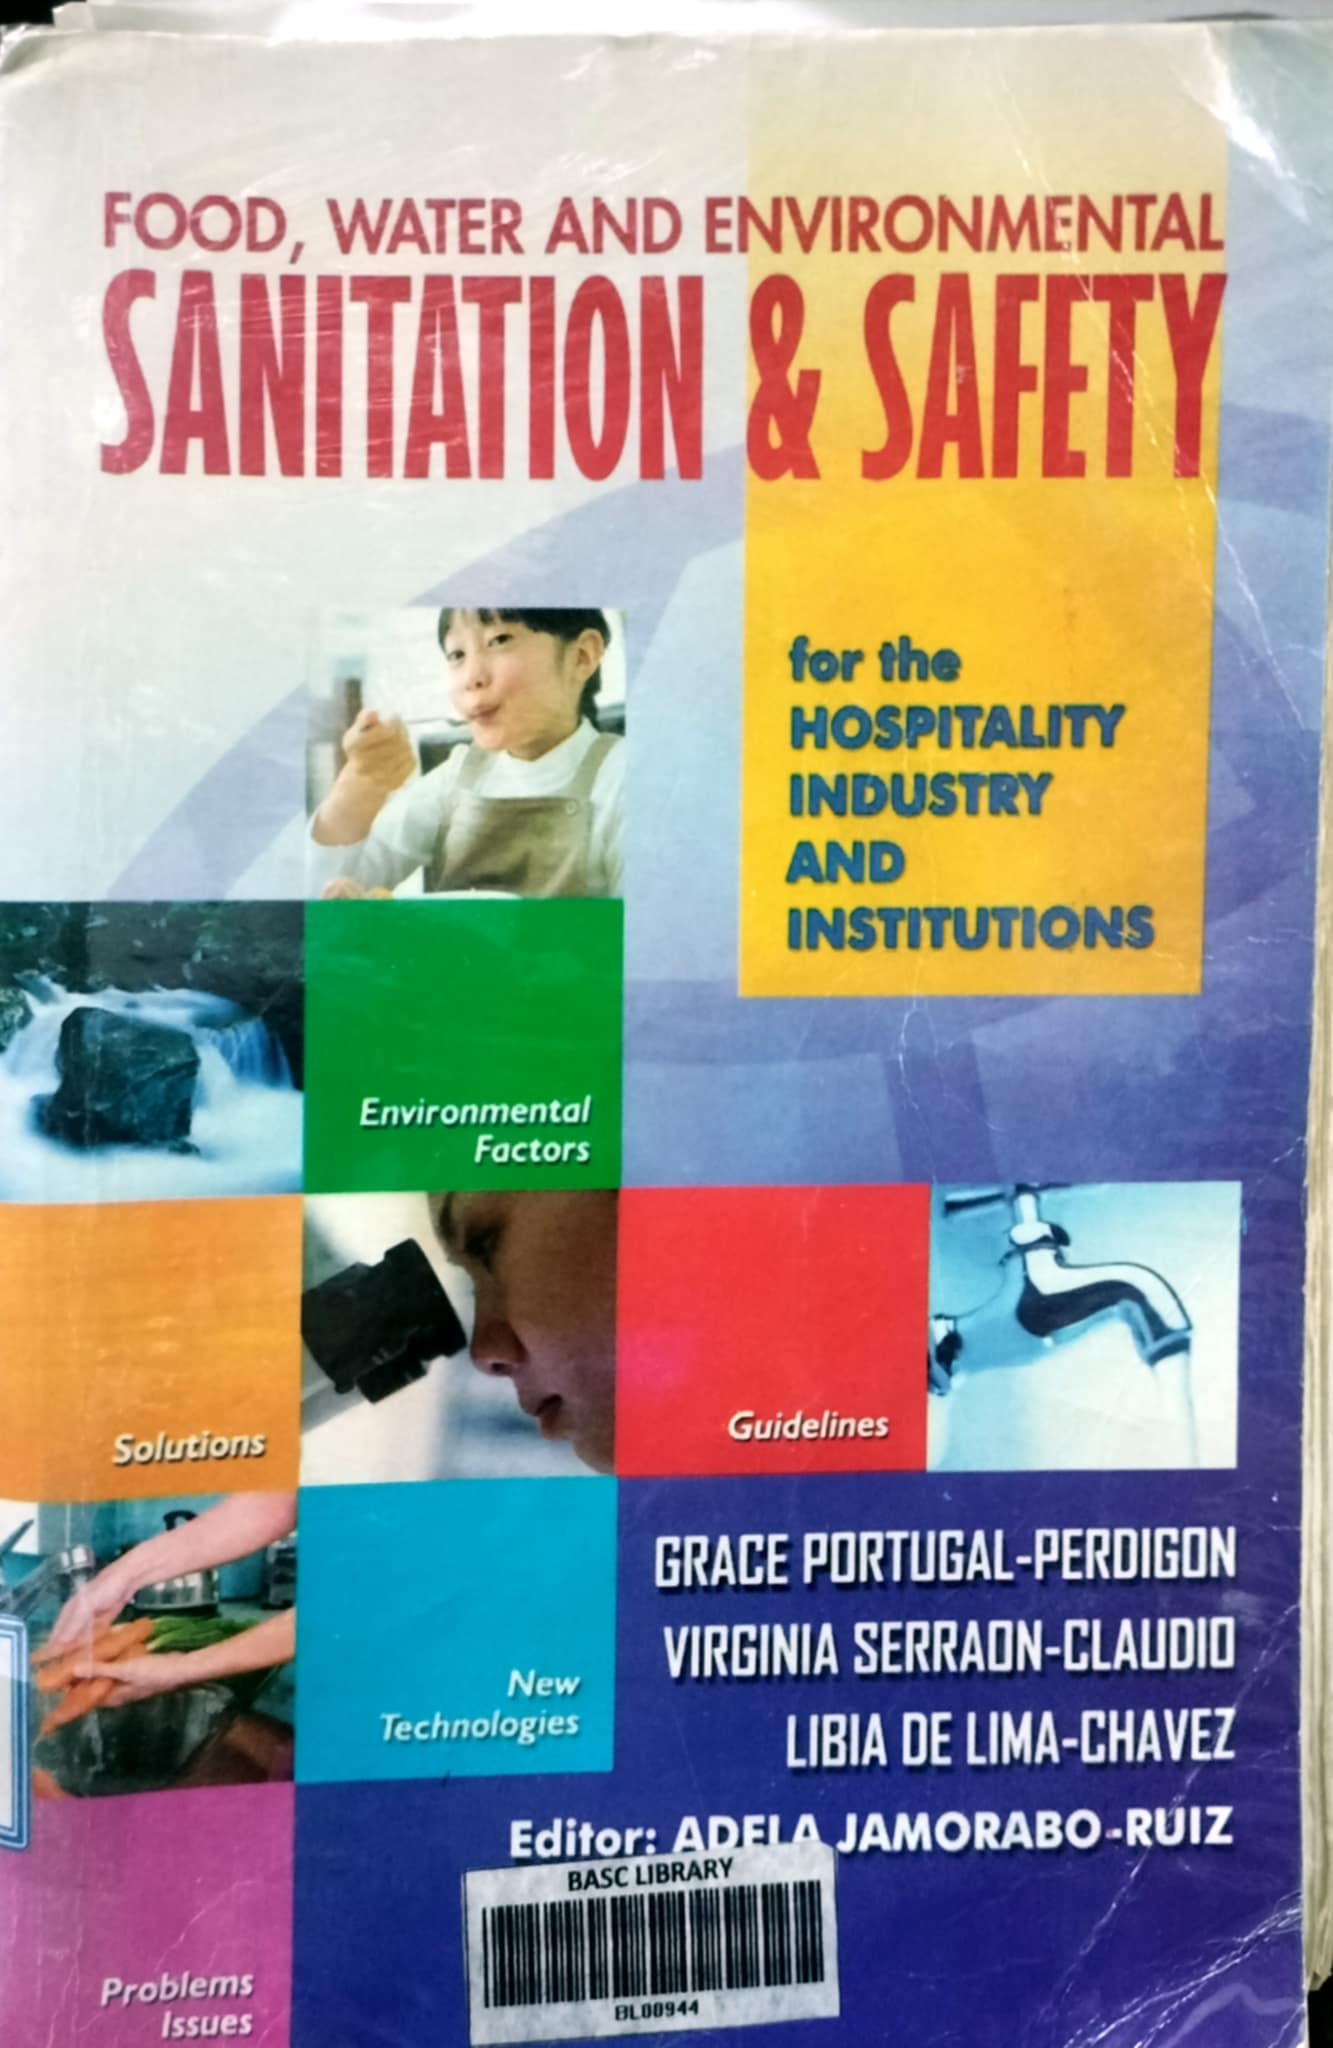 FOOD, WATER AND ENVIRONMENTAL
SANITATION & SAFETY
for the
HOSPITALITY
INDUSTRY
AND
INSTITUTIONS
Environmental
Factors
Solutions
Guidelines
New
Technologies
GRACE PORTUGAL-PERDIGON
VIRGINIA SERRAON-CLAUDIO
LIBIA DE LIMA-CHAVEZ
Editor: ADELA JAMORABO-RUIZ
BASC LIBRARY
BL00944
Problems
Issues